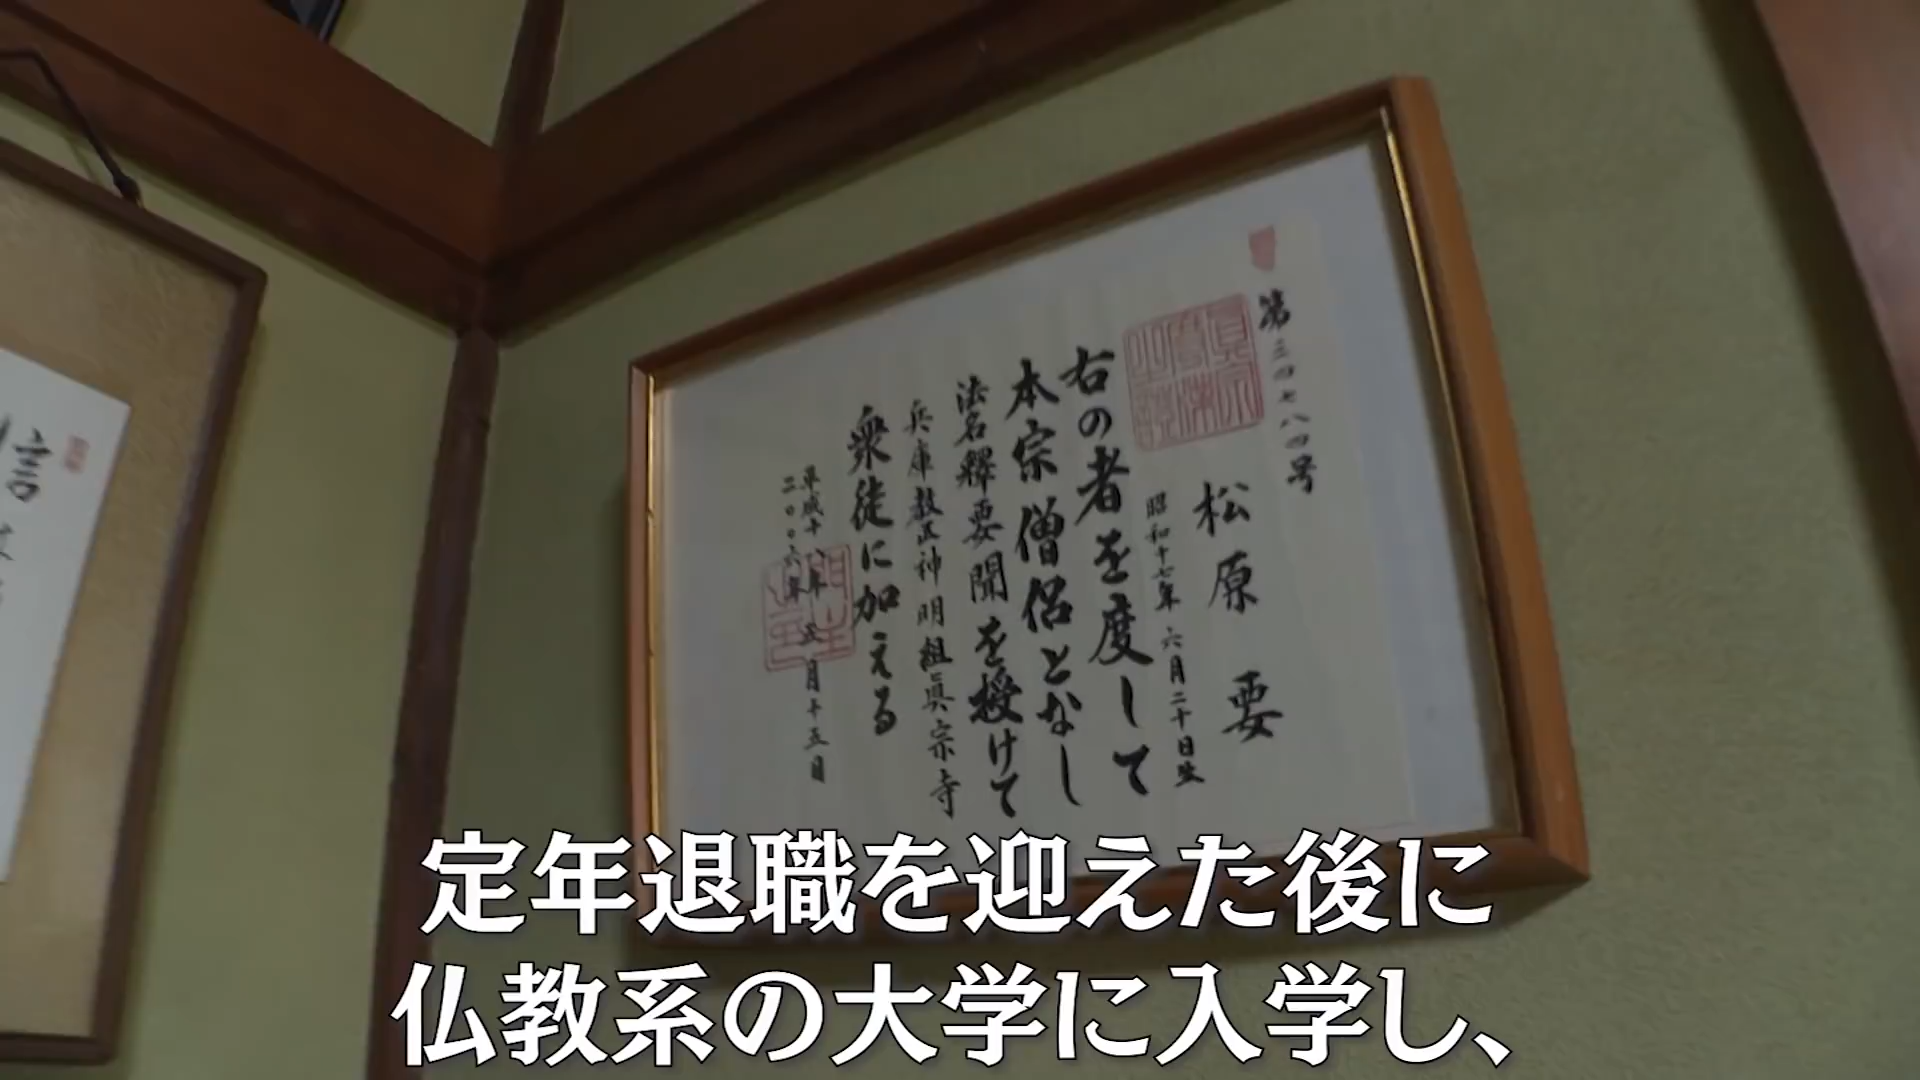 第三四七八四号
松原 要
昭和十七年 六月二十日生
右の者を度して
本宗僧侶となし
法名釋要聞を授けて
兵庫教区神明組眞宗寺
衆徒に加える
平成十八年 五月十五日
二〇〇六年
信
定年退職を迎えた後に
仏教系の大学に入学し、